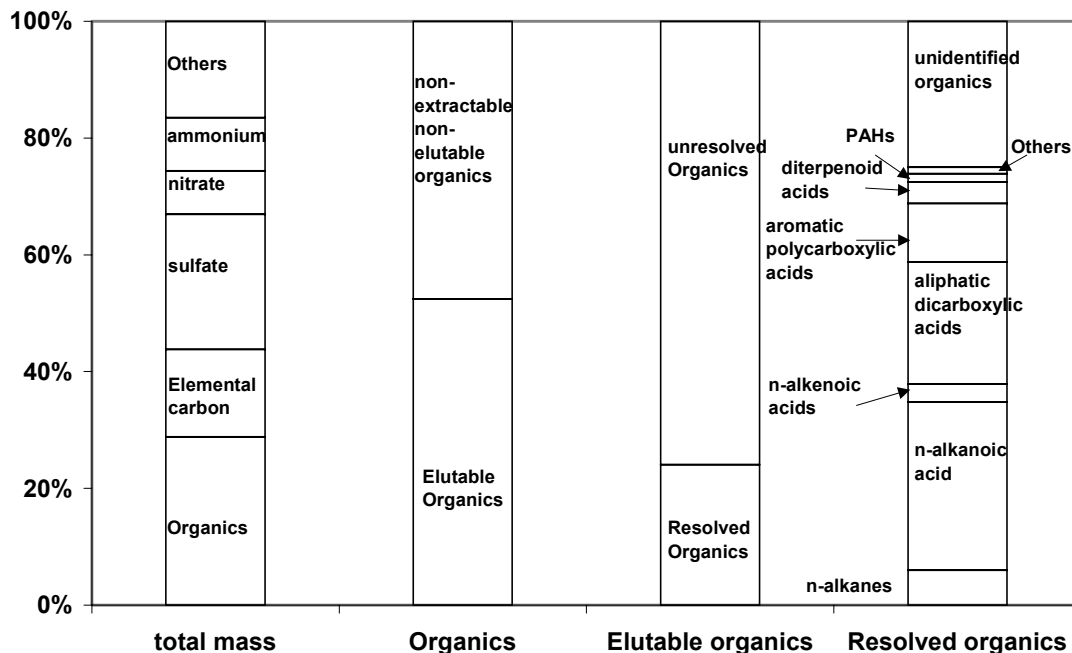 100%
80%
60%
40%
20%
0%
Others
ammonium
nitrate
sulfate
Elemental
carbon
Organics
non-
extractable
non-
elutable
organics
Elutable
Organics
unresolved
Organics
Resolved
Organics
unidentified
organics
PAHs
Others
diterpenoid
acids
aromatic
polycarboxylic
acids
aliphatic
dicarboxylic
acids
n-alkenoic
acids
n-alkanoic
acid
n-alkanes
total mass
Organics
Elutable organics
Resolved organics